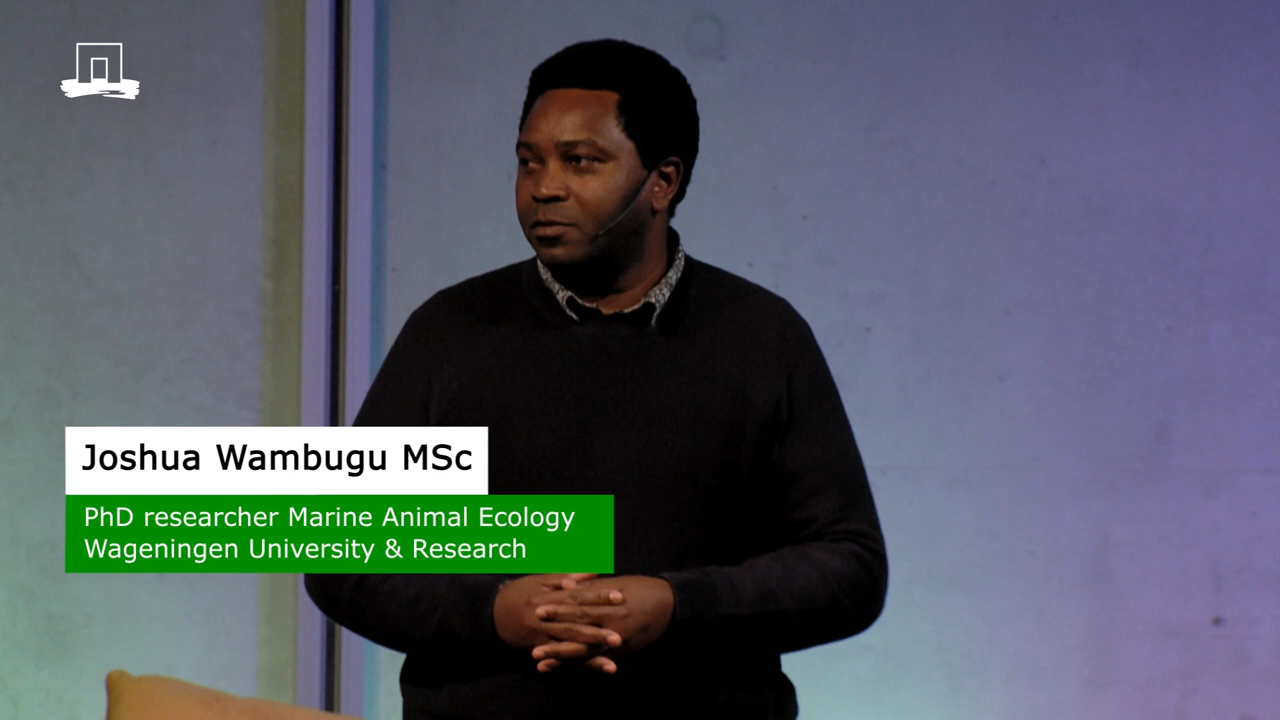 Joshua Wambugu MSc
PhD researcher Marine Animal Ecology
Wageningen University & Research